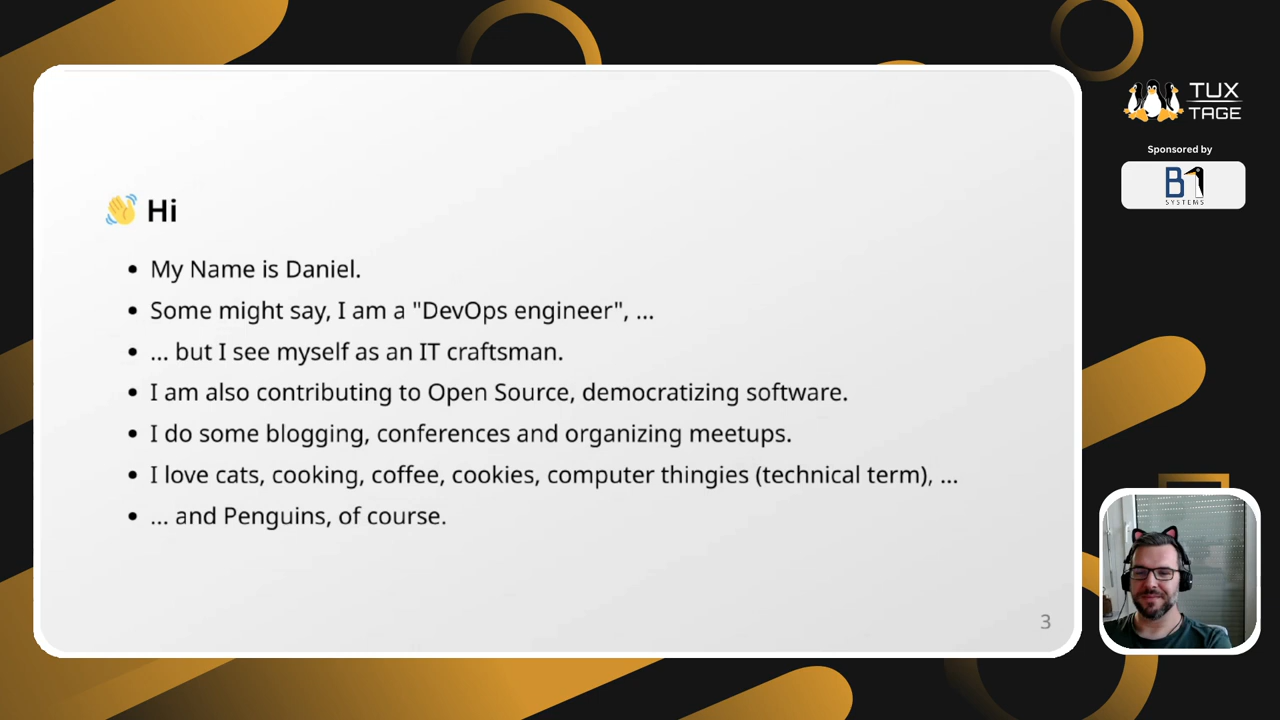 👋 Hi
• My Name is Daniel.
• Some might say, I am a "DevOps engineer", ...
• ... but I see myself as an IT craftsman.
• I am also contributing to Open Source, democratizing software.
• I do some blogging, conferences and organizing meetups.
• I love cats, cooking, coffee, cookies, computer thingies (technical term), ...
• ... and Penguins, of course.
3
TUX
TAGE
Sponsored by
B1
SYSTEMS